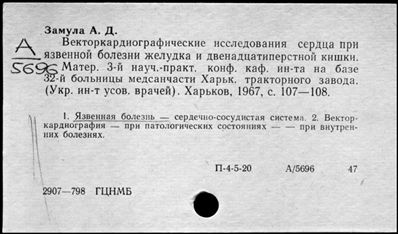 Замула А. Д.
А
5696
Векторкардиографические исследования сердца при
язвенной болезни желудка и двенадцатиперстной кишки.
Матер. 3-й науч.-практ. конф. каф. ин-та на базе
32-й больницы медсанчасти Харьк. тракторного завода.
(Укр. ин-т усов. врачей). Харьков, 1967, с. 107—108.
1. Язвенная болезнь — сердечно-сосудистая система. 2. Вектор-
кардиография — при патологических состояниях — — при внутрен-
них болезнях.
П-4-5-20 А/5696 47
2907—798 ГЦНМБ